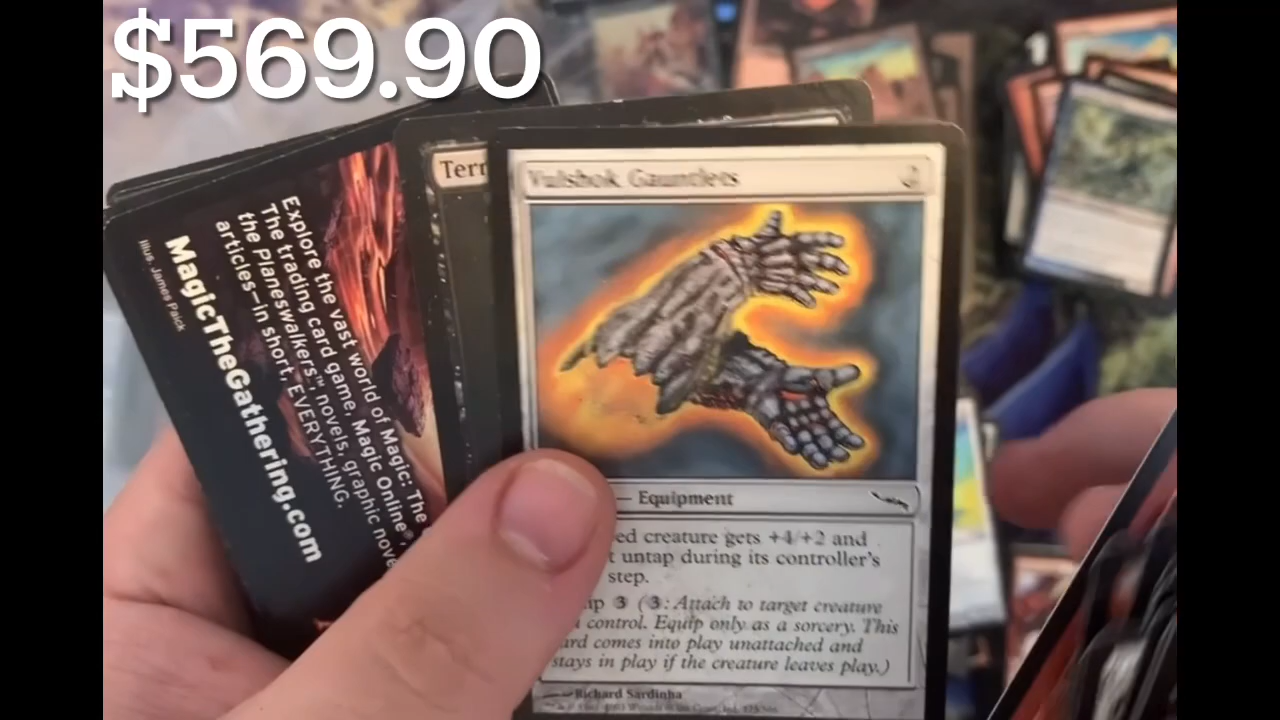 $569.90
Terr
Vulshok Gauntlets 2
Explore the vast world of Magic: The
The trading card game, Magic Online®,
the Planeswalkers™, novels, graphic nove
articles—in short, EVERYTHING.
MagicTheGathering.com
Illus. James Paick
— Equipment
ed creature gets +4/+2 and
t untap during its controller's
step.
ip 3 (3: Attach to target creature
control. Equip only as a sorcery. This
ard comes into play unattached and
stays in play if the creature leaves play.)
Richard Sardinha